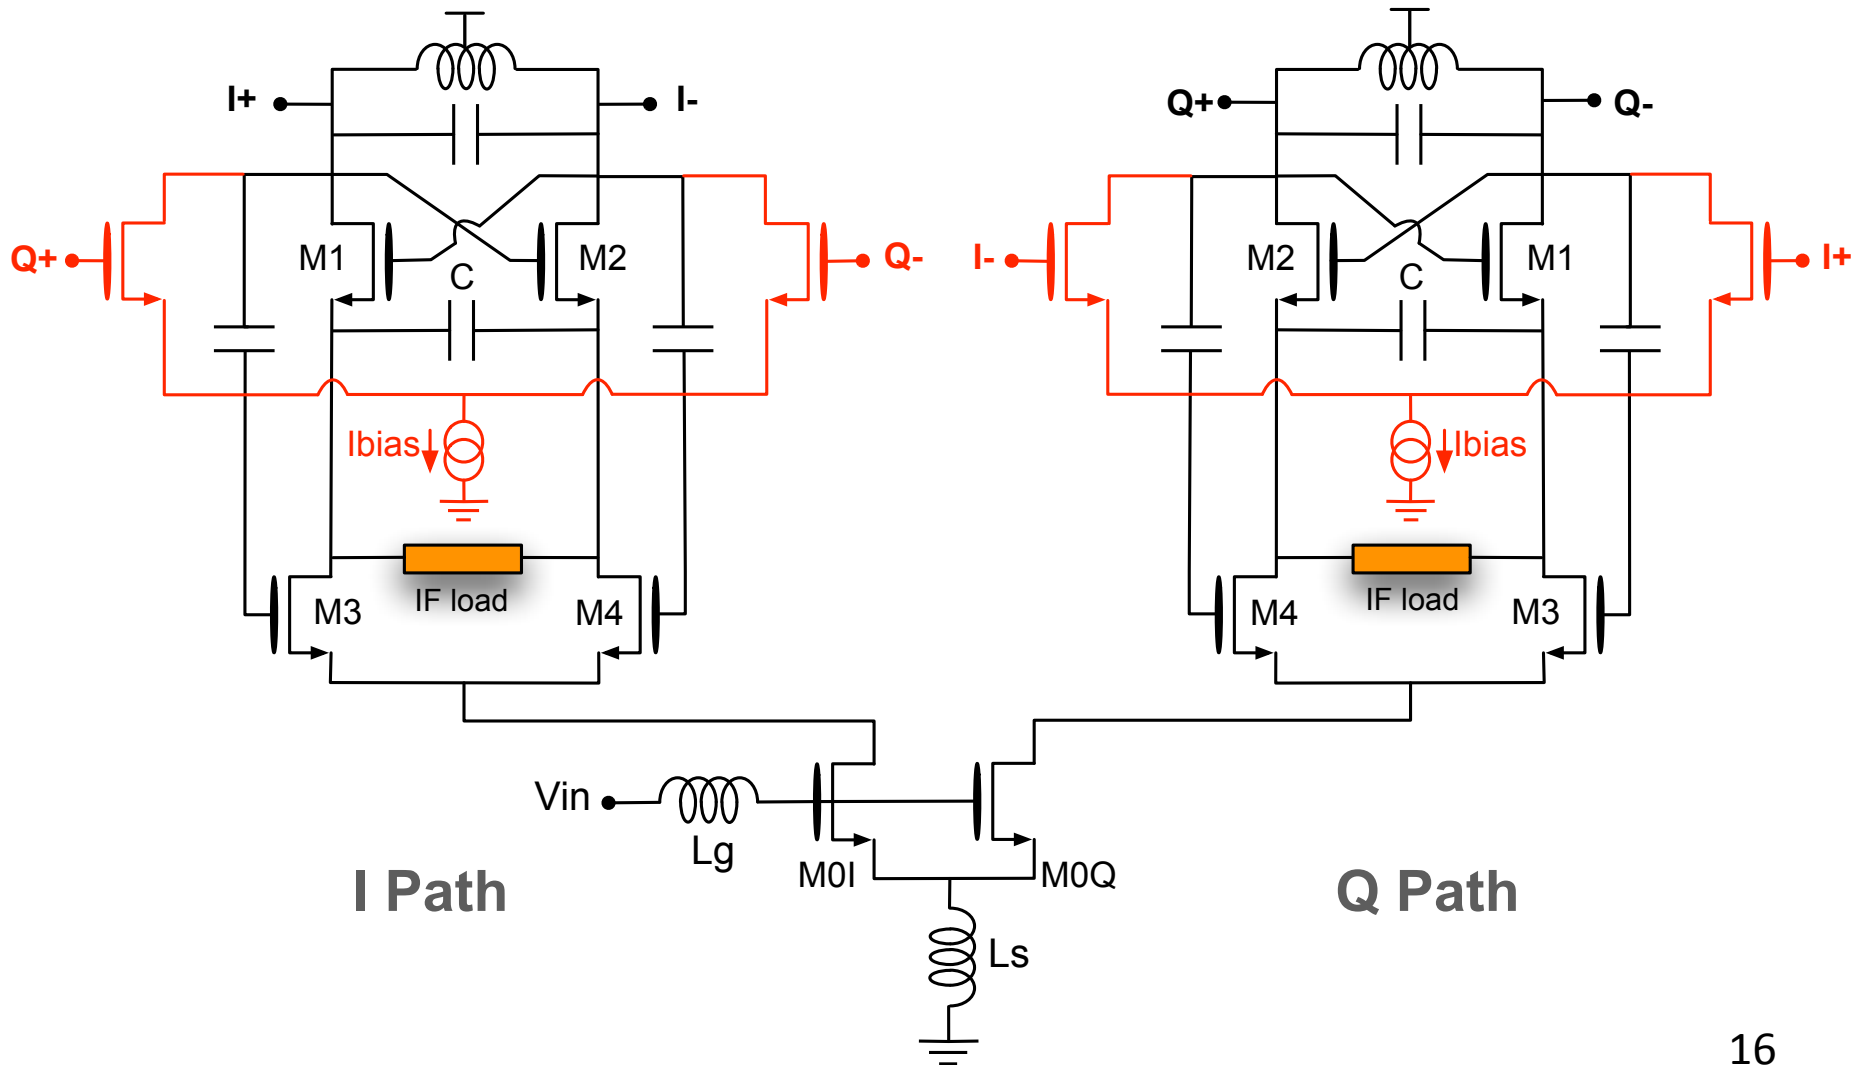 I+ I- Q+ Q-
Q+ M1 M2 Q- I- M2 M1 I+
C C
Ibias Ibias
IF load IF load
M3 M4 M4 M3
Vin
Lg
M0I M0Q
I Path Q Path
Ls
16